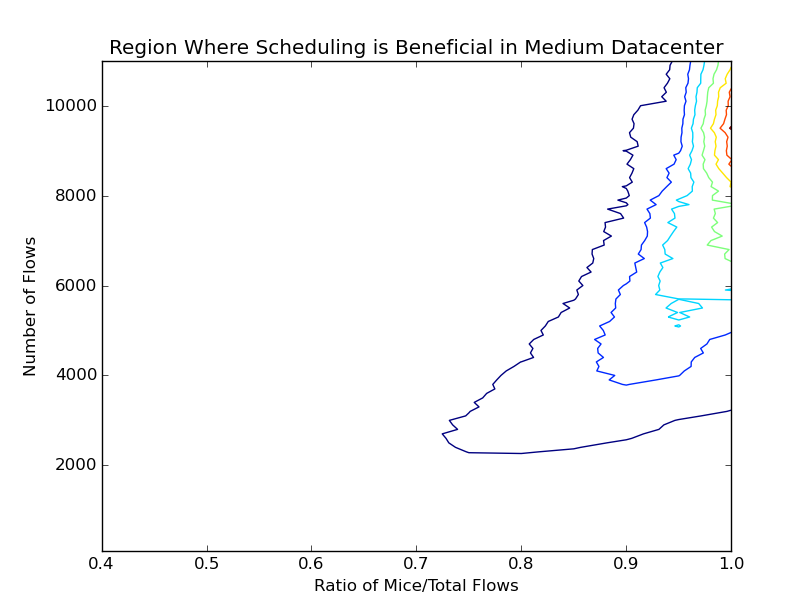 Region Where Scheduling is Beneficial in Medium Datacenter
10000
8000
6000
4000
2000
Number of Flows
0.4 0.5 0.6 0.7 0.8 0.9 1.0
Ratio of Mice/Total Flows